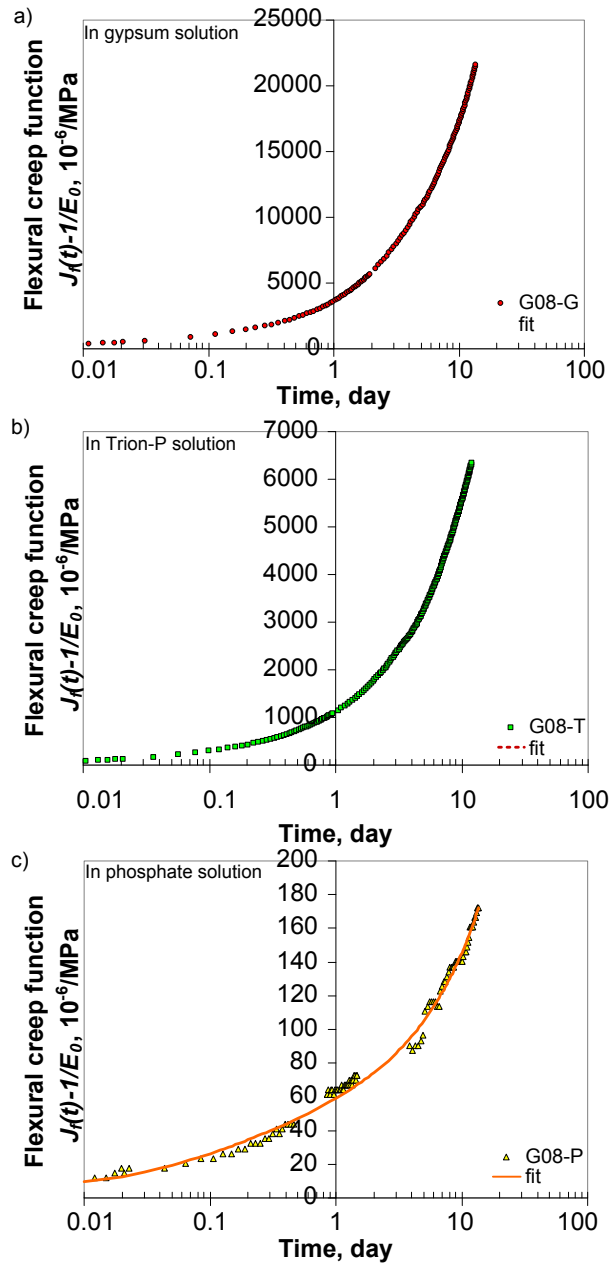 a)
In gypsum solution
25000
20000
15000
10000
5000
0
Flexural creep function
J_f(t)-1/E_0, 10^-6/MPa
G08-G
fit
0.01 0.1 1 10 100
Time, day
b)
In Trion-P solution
7000
6000
5000
4000
3000
2000
1000
0
Flexural creep function
J_f(t)-1/E_0, 10^-6/MPa
G08-T
fit
0.01 0.1 1 10 100
Time, day
c)
In phosphate solution
200
180
160
140
120
100
80
60
40
20
0
Flexural creep function
J_f(t)-1/E_0, 10^-6/MPa
G08-P
fit
0.01 0.1 1 10 100
Time, day